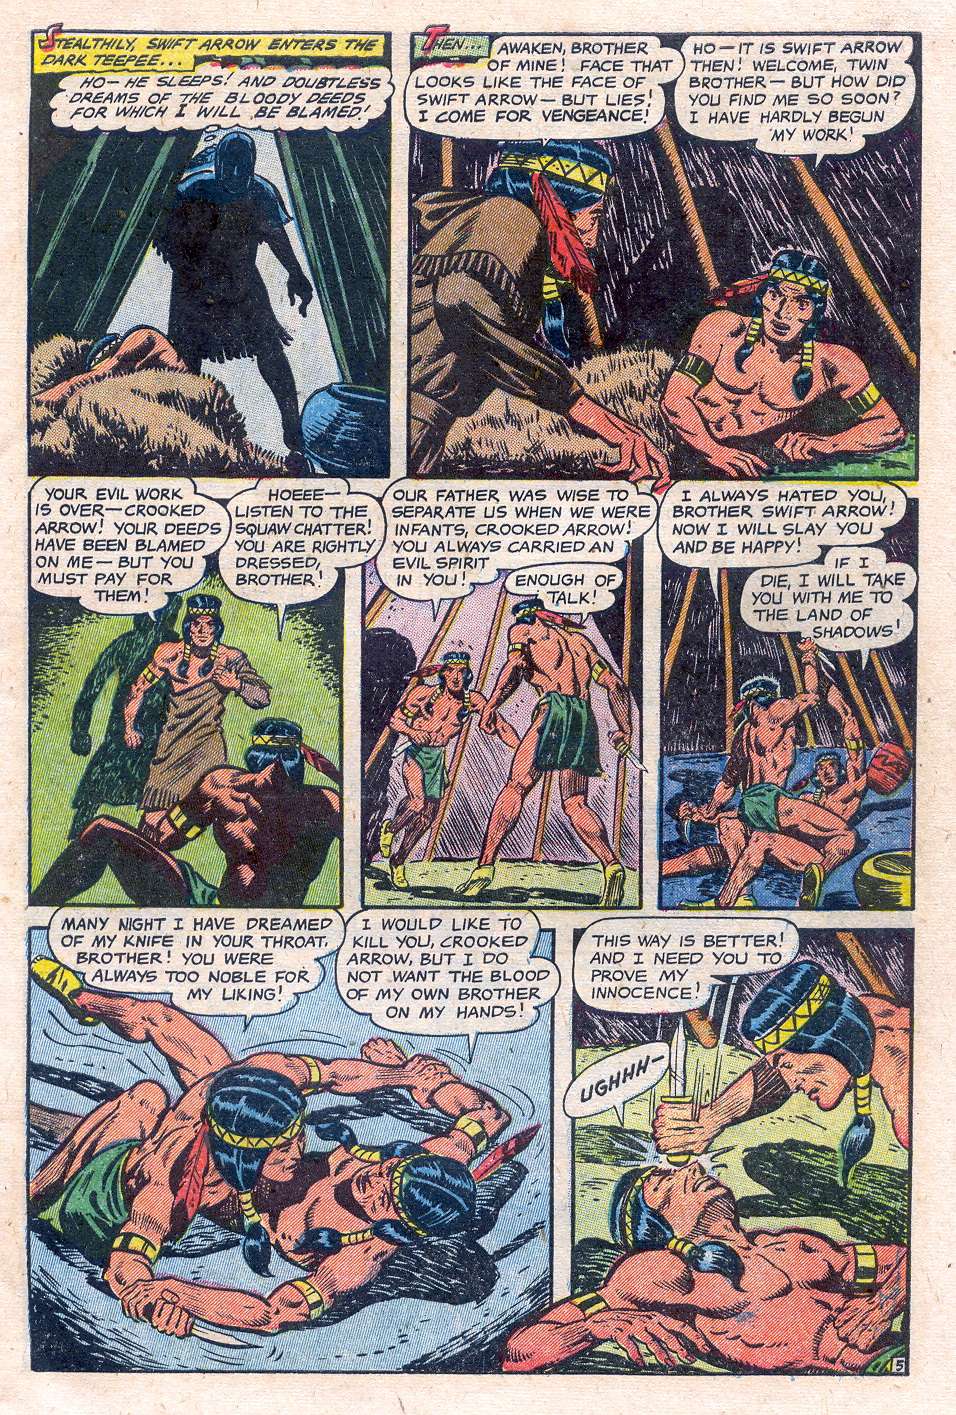 STEALTHILY, SWIFT ARROW ENTERS THE
DARK TEEPEE...
HO- HE SLEEPS! AND DOUBTLESS
DREAMS OF THE BLOODY DEEDS
FOR WHICH I WILL BE BLAMED!
THEN...
AWAKEN, BROTHER
OF MINE! FACE THAT
LOOKS LIKE THE FACE OF
SWIFT ARROW—BUT LIES!
I COME FOR VENGEANCE!
HO—IT IS SWIFT ARROW
THEN! WELCOME, TWIN
BROTHER—BUT HOW DID
YOU FIND ME SO SOON?
I HAVE HARDLY BEGUN
MY WORK!
YOUR EVIL WORK
IS OVER—CROOKED
ARROW! YOUR DEEDS
HAVE BEEN BLAMED
ON ME—BUT YOU
MUST PAY FOR
THEM!
HOEEE—
LISTEN TO THE
SQUAW CHATTER!
YOU ARE RIGHTLY
DRESSED,
BROTHER!
OUR FATHER WAS WISE TO
SEPARATE US WHEN WE WERE
INFANTS, CROOKED ARROW!
YOU ALWAYS CARRIED AN
EVIL SPIRIT
IN YOU!
ENOUGH OF
TALK!
I ALWAYS HATED YOU,
BROTHER SWIFT ARROW!
NOW I WILL SLAY YOU
AND BE HAPPY!
IF I
DIE, I WILL TAKE
YOU WITH ME TO
THE LAND OF
SHADOWS!
MANY NIGHT I HAVE DREAMED
OF MY KNIFE IN YOUR THROAT,
BROTHER! YOU WERE
ALWAYS TOO NOBLE FOR
MY LIKING!
I WOULD LIKE TO
KILL YOU, CROOKED
ARROW, BUT I DO
NOT WANT THE BLOOD
OF MY OWN BROTHER
ON MY HANDS!
THIS WAY IS BETTER!
AND I NEED YOU TO
PROVE MY
INNOCENCE!
UGHHH—
5